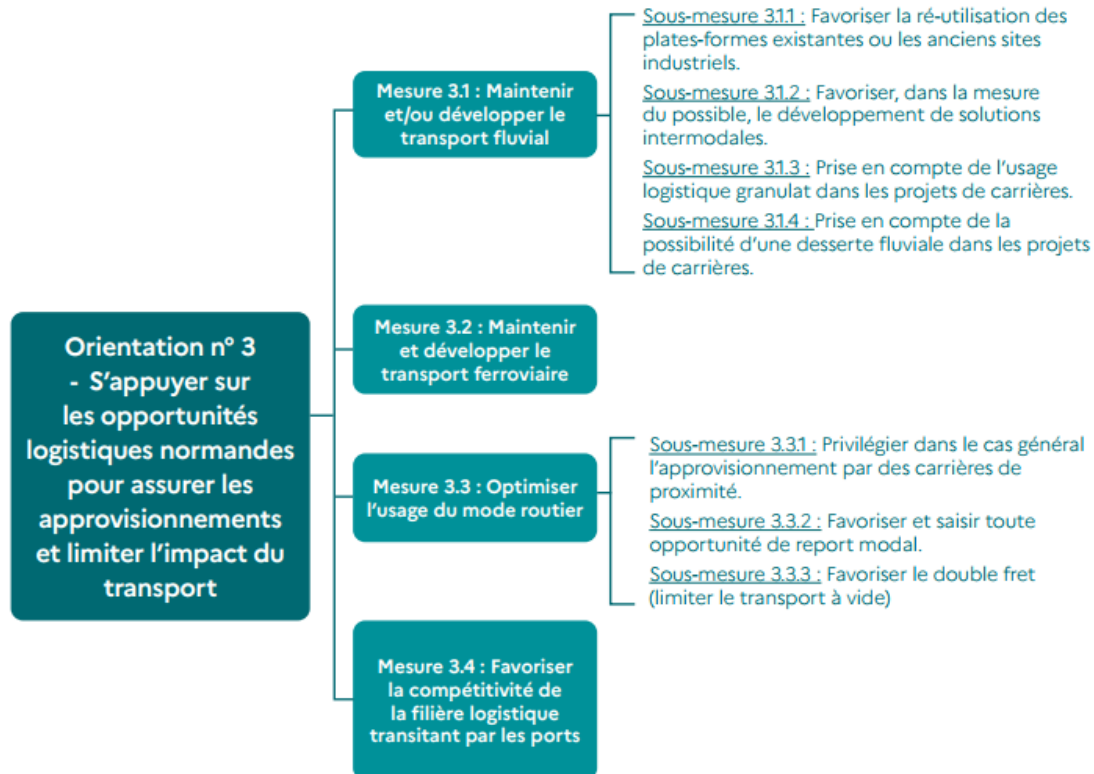 Orientation n° 3
- S'appuyer sur
les opportunités
logistiques normandes
pour assurer les
approvisionnements
et limiter l'impact du
transport
Mesure 3.1 : Maintenir
et/ou développer le
transport fluvial
Sous-mesure 3.1.1 : Favoriser la ré-utilisation des
plates-formes existantes ou les anciens sites
industriels.
Sous-mesure 3.1.2 : Favoriser, dans la mesure
du possible, le développement de solutions
intermodales.
Sous-mesure 3.1.3 : Prise en compte de l'usage
logistique granulat dans les projets de carrières.
Sous-mesure 3.1.4 : Prise en compte de la
possibilité d'une desserte fluviale dans les projets
de carrières.
Mesure 3.2 : Maintenir
et développer le
transport ferroviaire
Mesure 3.3 : Optimiser
l'usage du mode routier
Sous-mesure 3.3.1 : Privilégier dans le cas général
l'approvisionnement par des carrières de
proximité.
Sous-mesure 3.3.2 : Favoriser et saisir toute
opportunité de report modal.
Sous-mesure 3.3.3 : Favoriser le double fret
(limiter le transport à vide)
Mesure 3.4 : Favoriser
la compétitivité de
la filière logistique
transitant par les ports